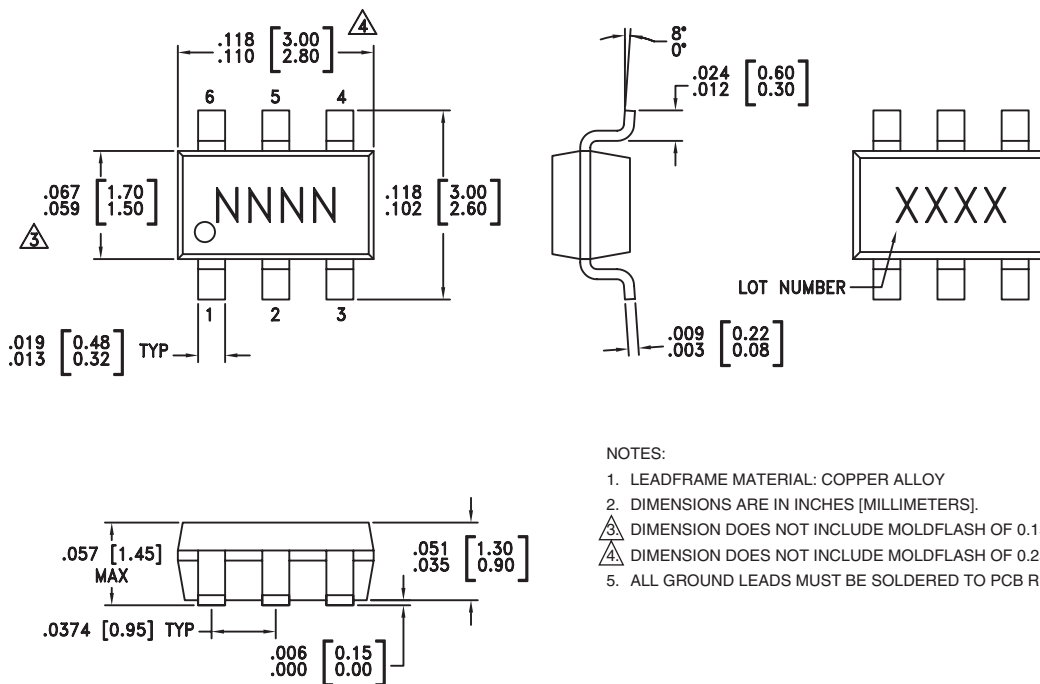 .118 [3.00]
.110 [2.80]
4
6 5 4
.067 [1.70]
.059 [1.50]
3
NNNN
.118 [3.00]
.102 [2.60]
1 2 3
.019 [0.48]
.013 [0.32]
TYP
8°
0°
.024 [0.60]
.012 [0.30]
.009 [0.22]
.003 [0.08]
XXXX
LOT NUMBER
.057 [1.45]
MAX
.051 [1.30]
.035 [0.90]
.0374 [0.95] TYP
.006 [0.15]
.000 [0.00]
NOTES:
1. LEADFRAME MATERIAL: COPPER ALLOY
2. DIMENSIONS ARE IN INCHES [MILLIMETERS].
3. DIMENSION DOES NOT INCLUDE MOLDFLASH OF 0.1
4. DIMENSION DOES NOT INCLUDE MOLDFLASH OF 0.2
5. ALL GROUND LEADS MUST BE SOLDERED TO PCB R